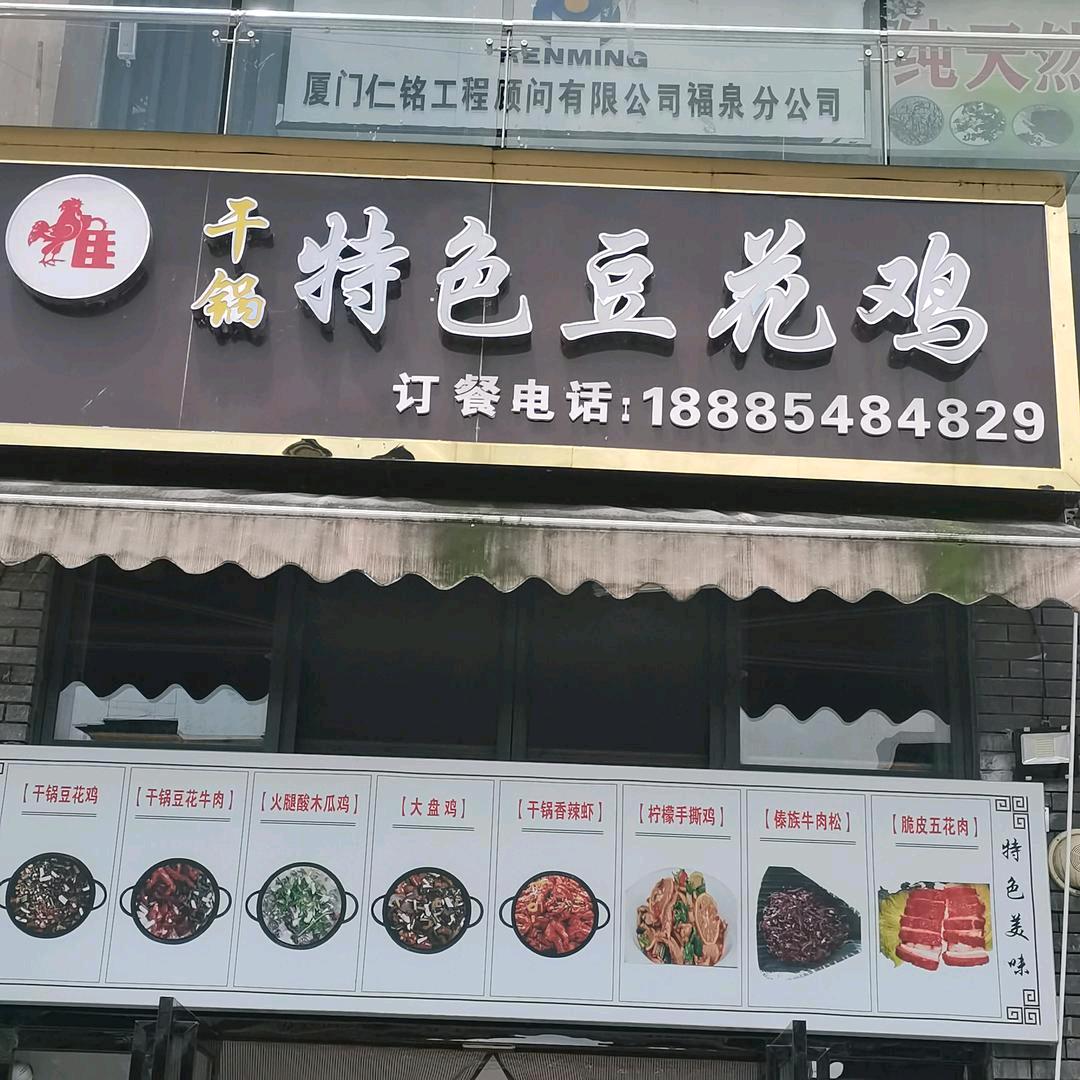 RENMING
厦门仁铭工程顾问有限公司福泉分公司
纯天然
干锅
特色豆花鸡
订餐电话:18885484829
【干锅豆花鸡
【干锅豆花牛肉】
【火腿酸木瓜鸡】
【大盘鸡】
【干锅香辣虾】
【柠檬手撕鸡】
【傣族牛肉松】
【脆皮五花肉】
特色美味